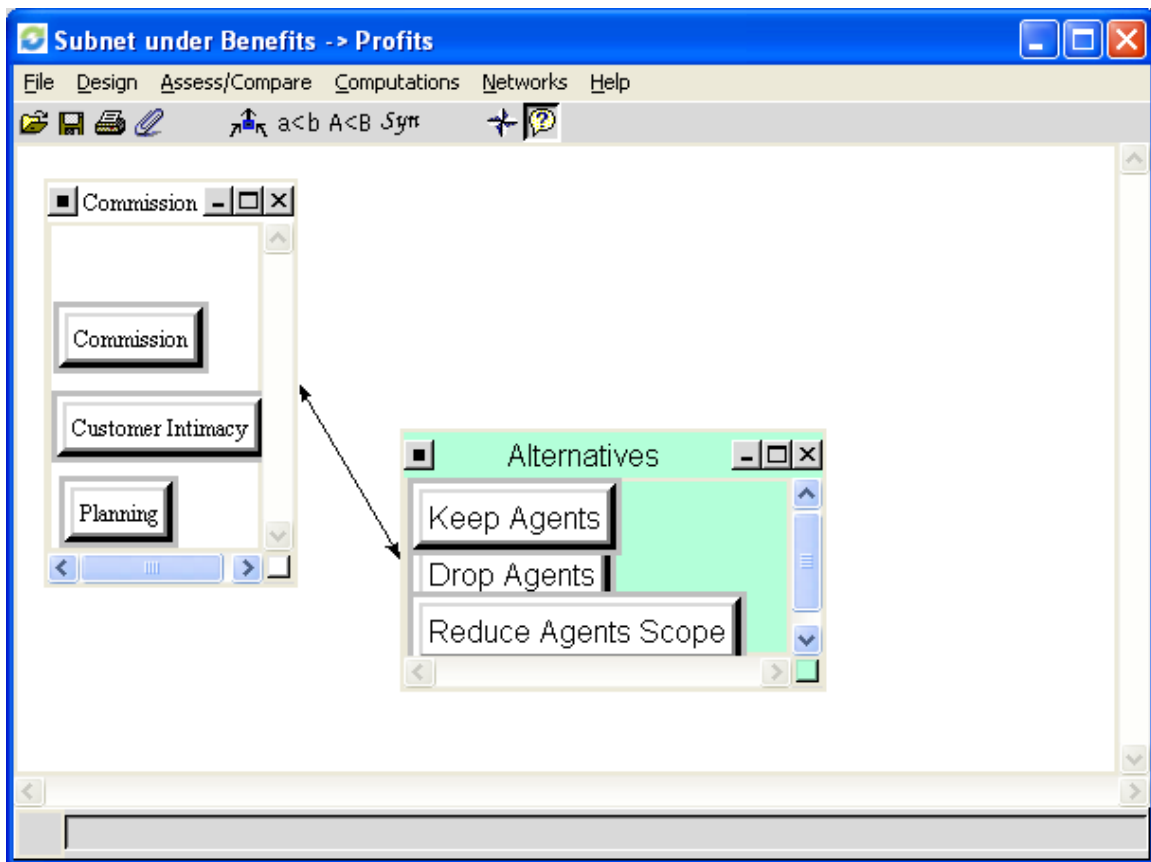 Subnet under Benefits -> Profits
File Design Assess/Compare Computations Networks Help
a<b A<B Syn
Commission
Commission
Customer Intimacy
Planning
Alternatives
Keep Agents
Drop Agents
Reduce Agents Scope